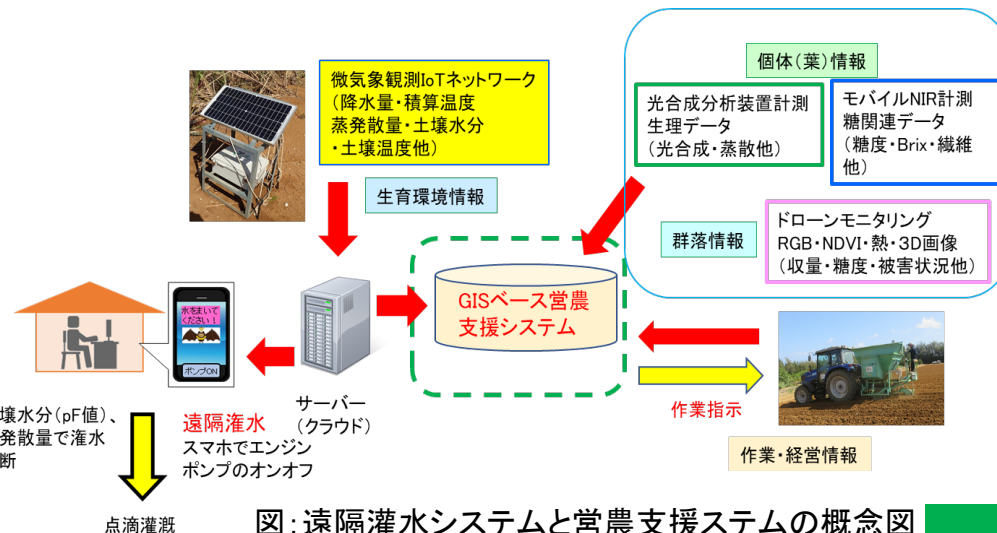 微気象観測IoTネットワーク
（降水量・積算温度
蒸発散量・土壌水分
・土壌温度他）
生育環境情報
個体（葉）情報
光合成分析装置計測
生理データ
（光合成・蒸散他）
モバイルNIR計測
糖関連データ
（糖度・Brix・繊維
他）
群落情報
ドローンモニタリング
RGB・NDVI・熱・3D画像
（収量・糖度・被害状況他）
GISベース営農
支援システム
水をまいて
ください！
ポンプON
サーバー
（クラウド）
遠隔潅水
スマホでエンジン
ポンプのオンオフ
作業指示
作業・経営情報
壌水分（pF値）、
発散量で潅水
断
点滴灌漑
図：遠隔灌水システムと営農支援ステムの概念図